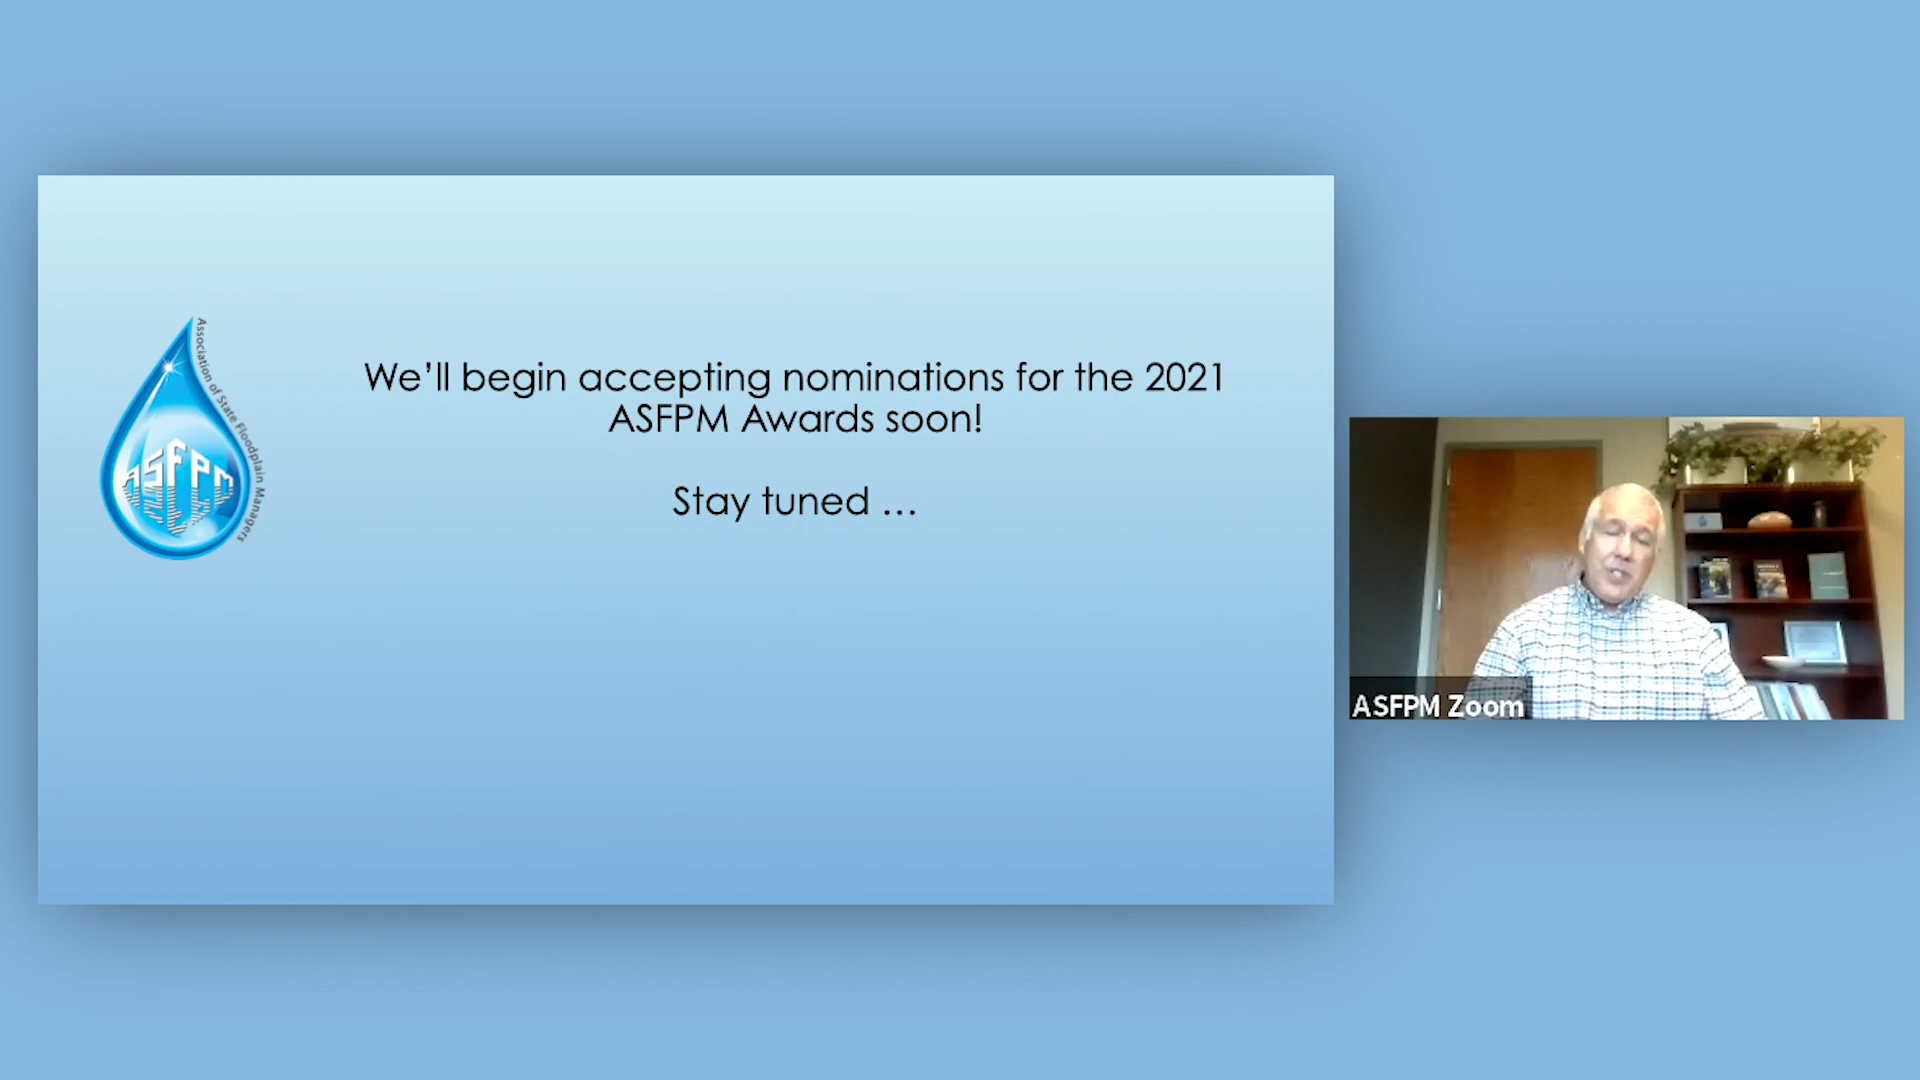 Association of State Floodplain Managers
ASFPM
We'll begin accepting nominations for the 2021
ASFPM Awards soon!
Stay tuned ...
ASFPM Zoom